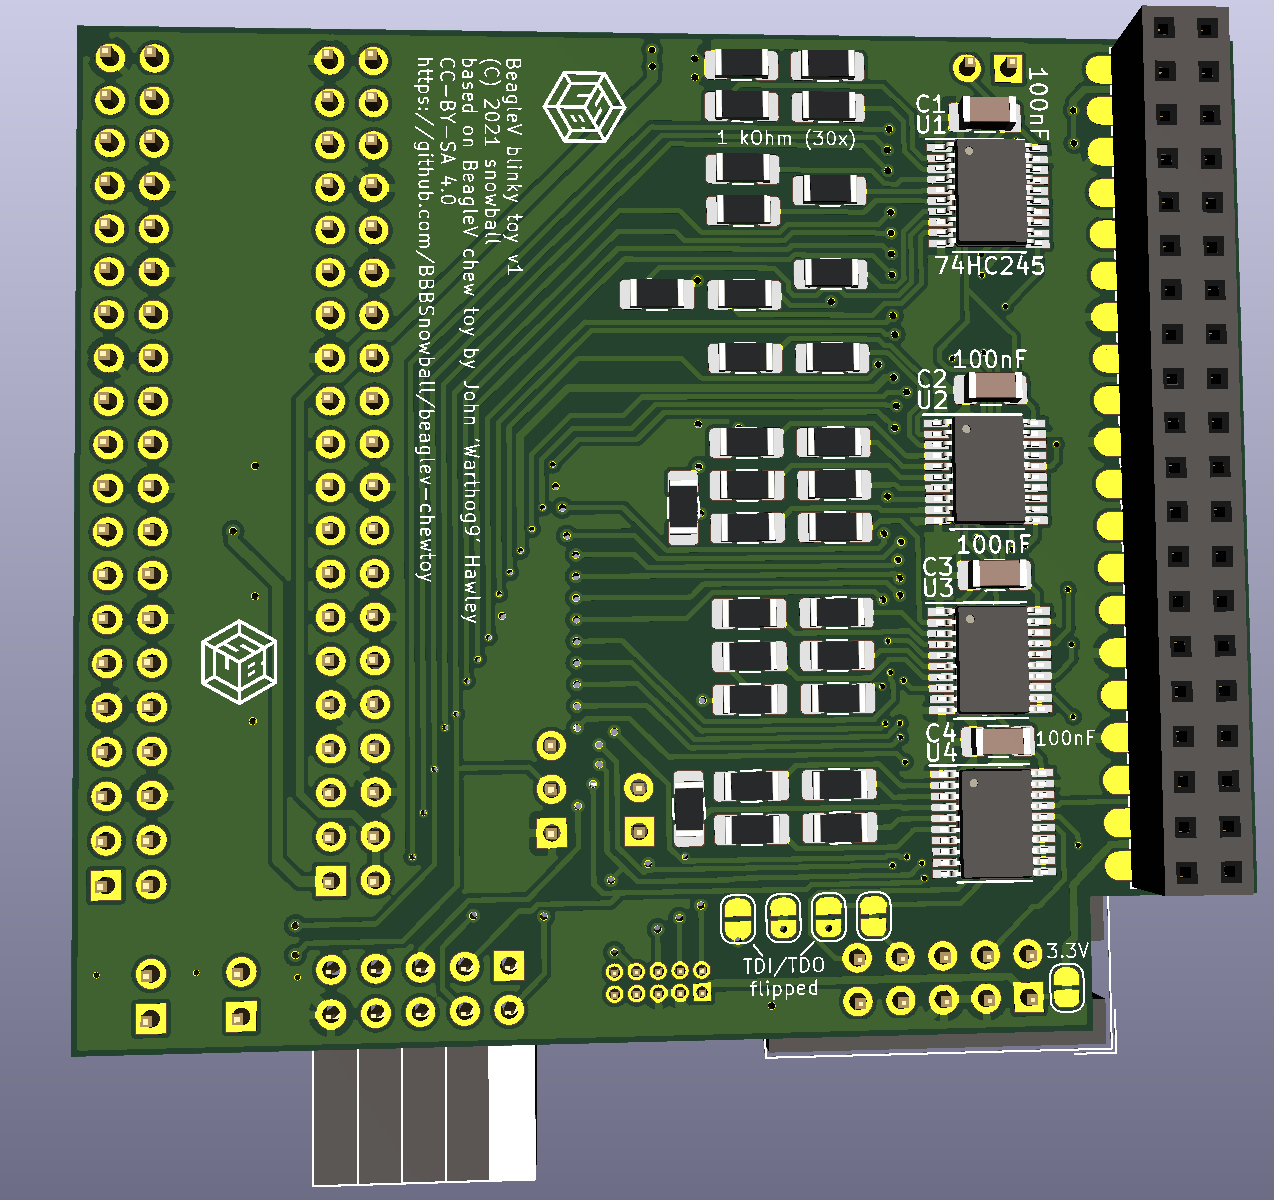 BeagleV blinky toy v1
(C) 2021 snowball
based on BeagleV chew toy by John 'Warthog9' Hawley
CC-BY-SA 4.0
https://github.com/BBBSnowball/beaglev-chewtoy
1 kOhm (30x)
C1
U1
100nF
74HC245
100nF
C2
U2
100nF
C3
U3
C4
U4
100nF
TDI/TDO
flipped
3.3V